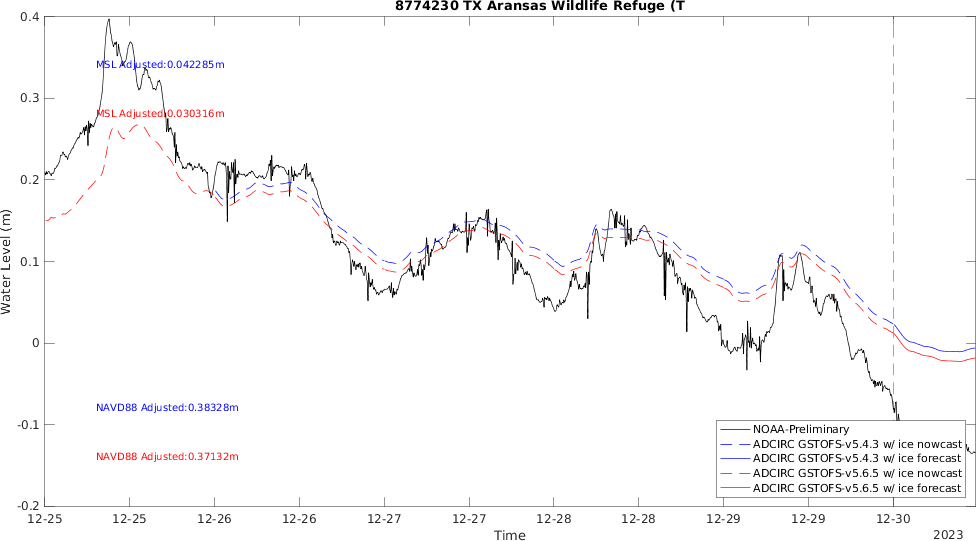 8774230 TX Aransas Wildlife Refuge (T
0.4
MSL Adjusted:0.042285m
0.3
MSL Adjusted:0.030316m
0.2
Water Level (m)
0.1
0
NAVD88 Adjusted:0.38328m
-0.1
NAVD88 Adjusted:0.37132m
-0.2
NOAA-Preliminary
ADCIRC GSTOFS-v5.4.3 w/ ice nowcast
ADCIRC GSTOFS-v5.4.3 w/ ice forecast
ADCIRC GSTOFS-v5.6.5 w/ ice nowcast
ADCIRC GSTOFS-v5.6.5 w/ ice forecast
12-25 12-25 12-26 12-26 12-27 12-27 12-28 12-28 12-29 12-29 12-30
Time
2023